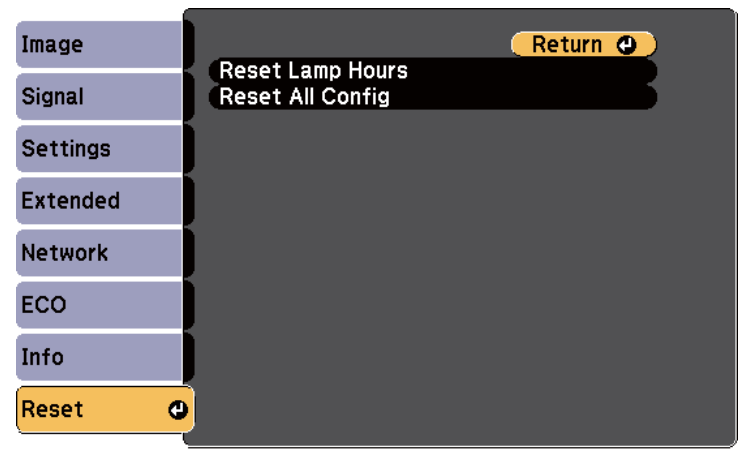 Image
Signal
Settings
Extended
Network
ECO
Info
Reset
Return
Reset Lamp Hours
Reset All Config